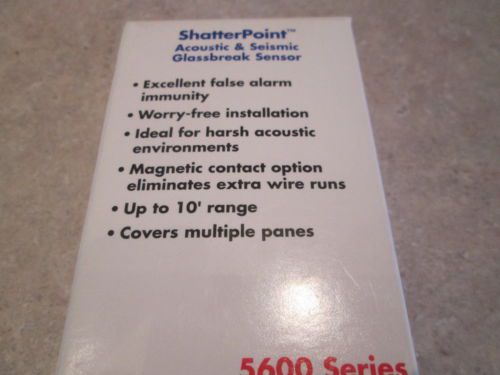 ShatterPoint™
Acoustic & Seismic
Glassbreak Sensor
• Excellent false alarm
immunity
• Worry-free installation
• Ideal for harsh acoustic
environments
• Magnetic contact option
eliminates extra wire runs
• Up to 10' range
• Covers multiple panes
5600 Series